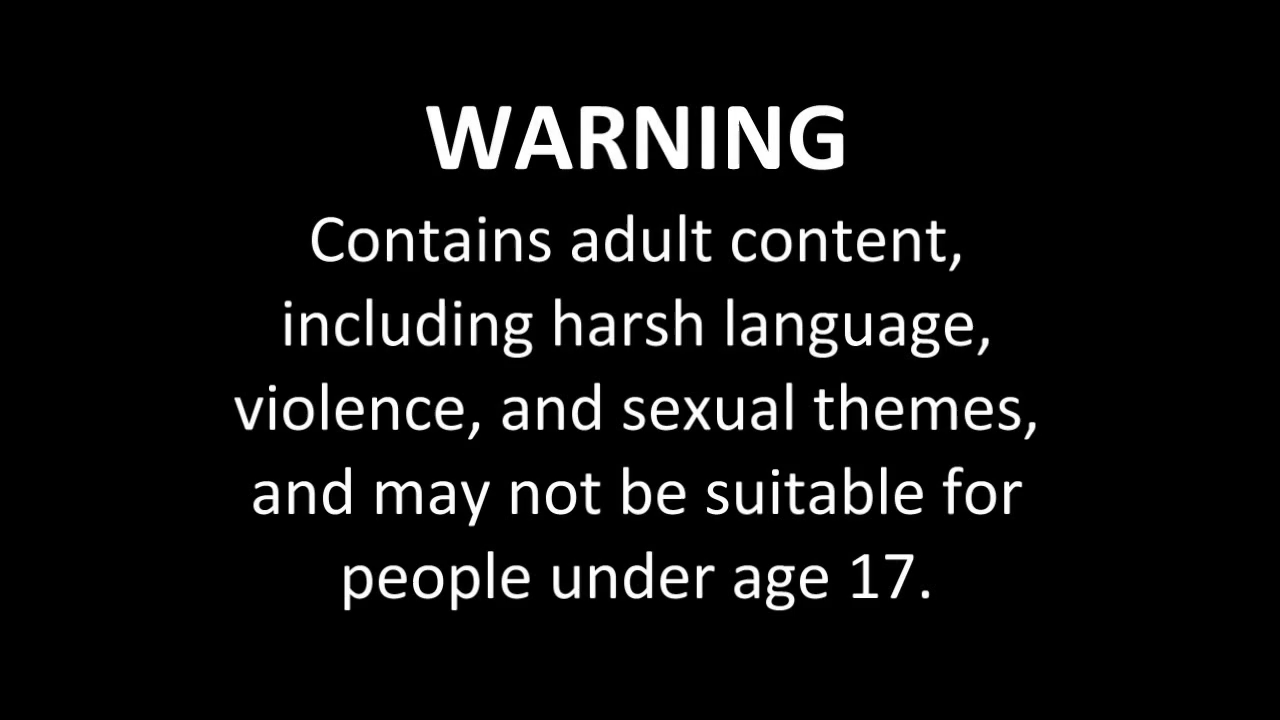 WARNING
Contains adult content,
including harsh language,
violence, and sexual themes,
and may not be suitable for
people under age 17.